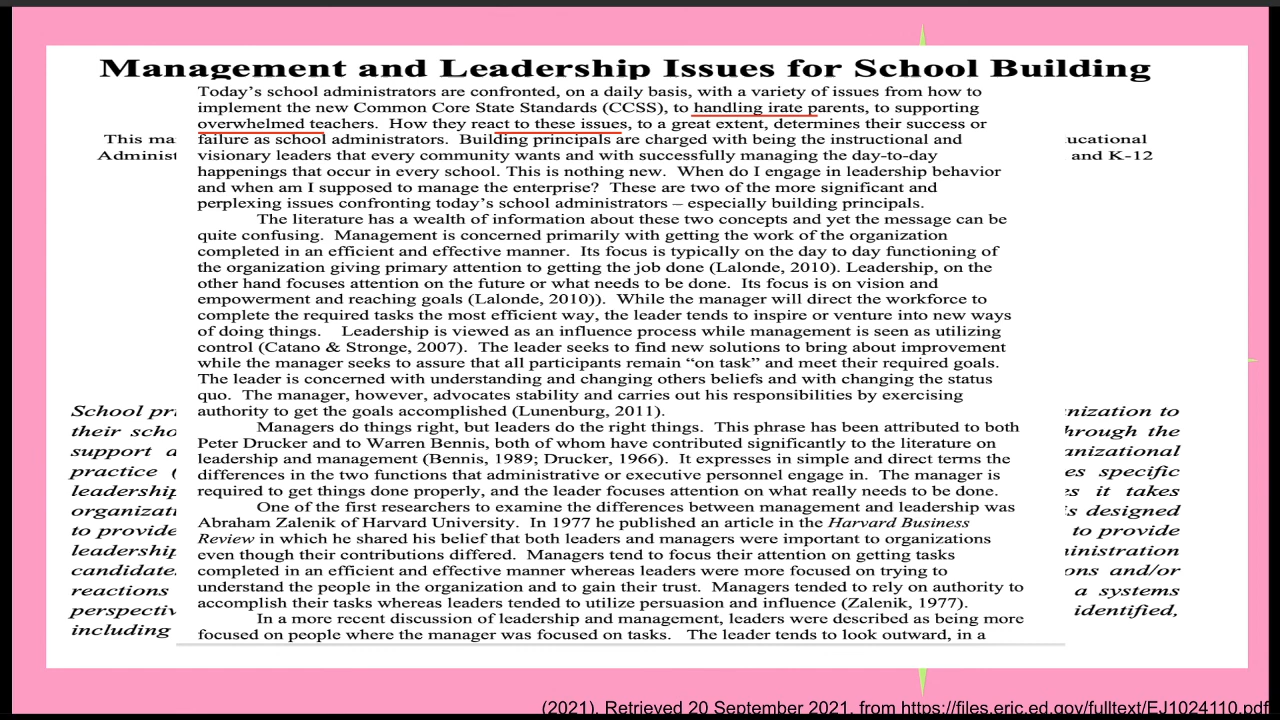 Management and Leadership Issues for School Building
Today's school administrators are confronted, on a daily basis, with a variety of issues from how to
implement the new Common Core State Standards (CCSS), to handling irate parents, to supporting
overwhelmed teachers. How they react to these issues, to a great extent, determines their success or
failure as school administrators. Building principals are charged with being the instructional and
visionary leaders that every community wants and with successfully managing the day-to-day
happenings that occur in every school. This is nothing new. When do I engage in leadership behavior
and when am I supposed to manage the enterprise? These are two of the more significant and
perplexing issues confronting today's school administrators – especially building principals.
The literature has a wealth of information about these two concepts and yet the message can be
quite confusing. Management is concerned primarily with getting the work of the organization
completed in an efficient and effective manner. Its focus is typically on the day to day functioning of
the organization giving primary attention to getting the job done (Lalonde, 2010). Leadership, on the
other hand focuses attention on the future or what needs to be done. Its focus is on vision and
empowerment and reaching goals (Lalonde, 2010)). While the manager will direct the workforce to
complete the required tasks the most efficient way, the leader tends to inspire or venture into new ways
of doing things. Leadership is viewed as an influence process while management is seen as utilizing
control (Catano & Stronge, 2007). The leader seeks to find new solutions to bring about improvement
while the manager seeks to assure that all participants remain “on task” and meet their required goals.
The leader is concerned with understanding and changing others beliefs and with changing the status
quo. The manager, however, advocates stability and carries out his responsibilities by exercising
authority to get the goals accomplished (Lunenburg, 2011).
Managers do things right, but leaders do the right things. This phrase has been attributed to both
Peter Drucker and to Warren Bennis, both of whom have contributed significantly to the literature on
leadership and management (Bennis, 1989; Drucker, 1966). It expresses in simple and direct terms the
differences in the two functions that administrative or executive personnel engage in. The manager is
required to get things done properly, and the leader focuses attention on what really needs to be done.
One of the first researchers to examine the differences between management and leadership was
Abraham Zalenik of Harvard University. In 1977 he published an article in the Harvard Business
Review in which he shared his belief that both leaders and managers were important to organizations
even though their contributions differed. Managers tend to focus their attention on getting tasks
completed in an efficient and effective manner whereas leaders were more focused on trying to
understand the people in the organization and to gain their trust. Managers tended to rely on authority to
accomplish their tasks whereas leaders tended to utilize persuasion and influence (Zalenik, 1977).
In a more recent discussion of leadership and management, leaders were described as being more
focused on people where the manager was focused on tasks. The leader tends to look outward, in a
This ma
Administ
ucational
and K-12
School pri
their scho
support a
practice (
leadership
organizati
to provide
leadership
candidate
reactions
perspectiv
including
nization to
hrough the
anizational
es specific
s it takes
is designed
to provide
ninistration
ons and/or
a systems
identified,
(2021). Retrieved 20 September 2021, from https://files.eric.ed.gov/fulltext/EJ1024110.pdf